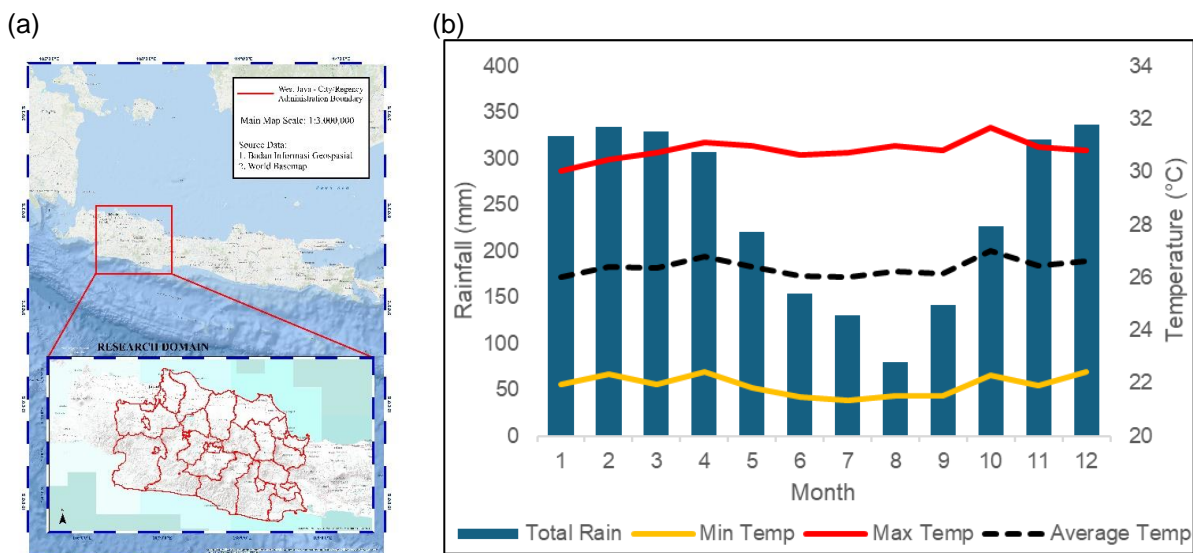 (a)
(b)
West Java - City/Regency
Administration Boundary
Main Map Scale: 1:3.000,000
Source Data:
1. Badan Informasi Geospasial
2. World Basemap
RESEARCH DOMAIN
400
350
300
250
200
150
100
50
0
Rainfall (mm)
34
32
30
28
26
24
22
20
Temperature (°C)
1 2 3 4 5 6 7 8 9 10 11 12
Month
Total Rain Min Temp Max Temp Average Temp